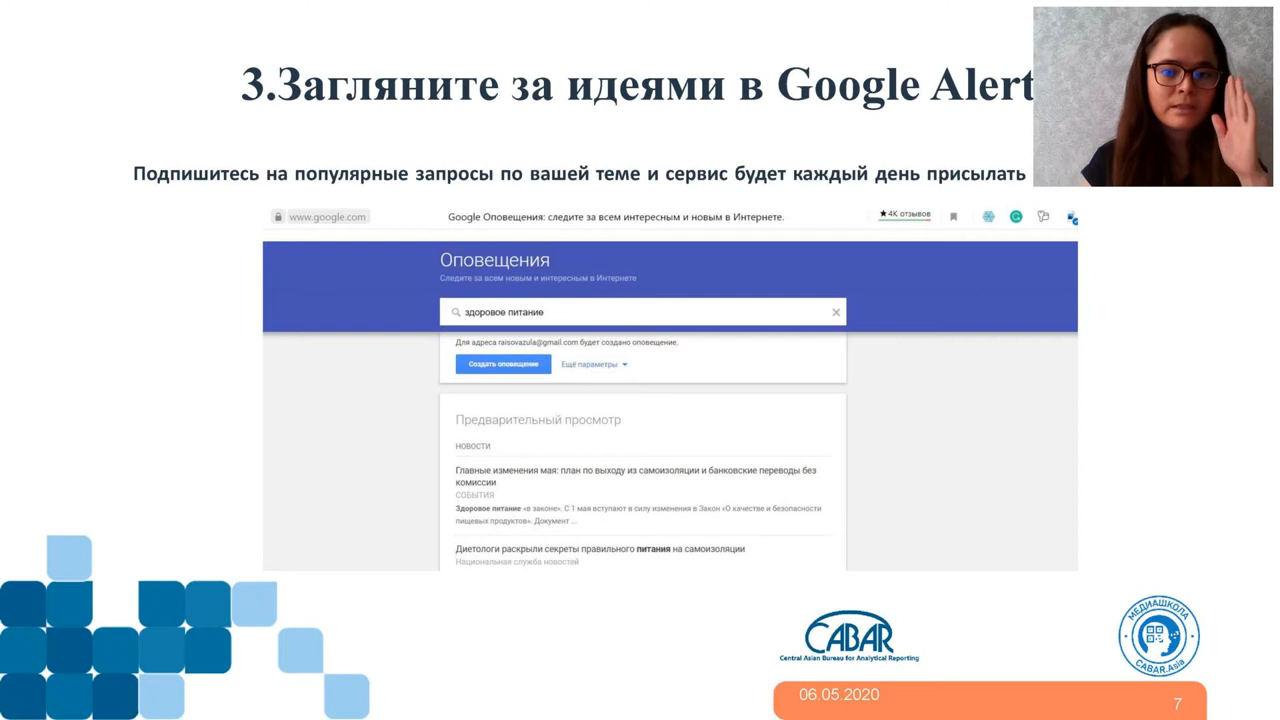 3.Загляните за идеями в Google Alert
Подпишитесь на популярные запросы по вашей теме и сервис будет каждый день присылать
www.google.com
Google Оповещения: следите за всем интересным и новым в Интернете.
★ 4K отзывов
Оповещения
Следите за всем новым и интересным в Интернете
здоровое питание
Для адреса raisovazula@gmail.com будет создано оповещение.
Создать оповещение
Ещё параметры
Предварительный просмотр
НОВОСТИ
Главные изменения мая: план по выходу из самоизоляции и банковские переводы без
комиссии
СОБЫТИЯ
Здоровое питание «в законе». С 1 мая вступают в силу изменения в Закон «О качестве и безопасности
пищевых продуктов». Документ ...
Диетологи раскрыли секреты правильного питания на самоизоляции
Национальная служба новостей
CABAR
Central Asian Bureau for Analytical Reporting
МЕДИАШКОЛА
CABAR.Asia
06.05.2020
7